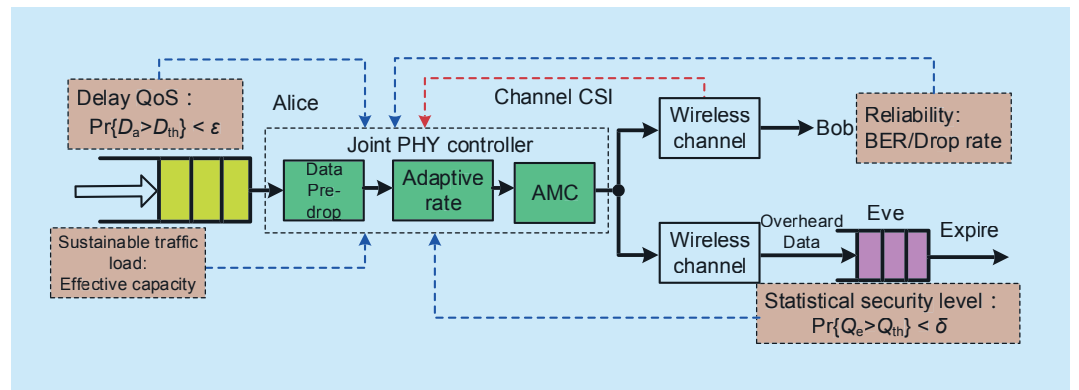 Delay QoS :
Pr{Da>Dth} < ε
Alice
Channel CSI
Joint PHY controller
Data
Pre-
drop
Adaptive
rate
AMC
Wireless
channel
Bob
Reliability:
BER/Drop rate
Sustainable traffic
load:
Effective capacity
Wireless
channel
Overheard
Data
Eve
Expire
Statistical security level :
Pr{Qe>Qth} < δ